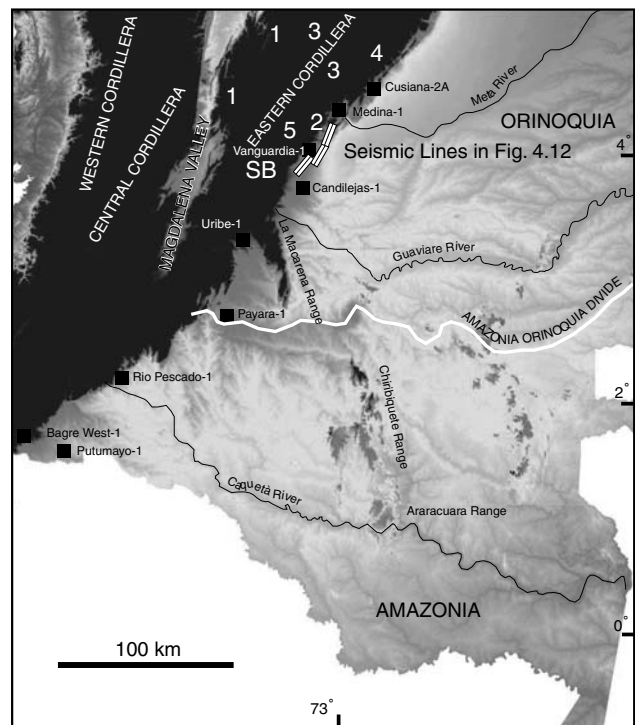 1
3
EASTERN CORDILLERA
3
4
Cusiana-2A
WESTERN CORDILLERA
1
Medina-1
Meta River
ORINOQUIA
5
2
Vanguardia-1
Seismic Lines in Fig. 4.12
4°
CENTRAL CORDILLERA
MAGDALENA VALLEY
SB
Candilejas-1
Uribe-1
La Macarena Range
Guaviare River
Payara-1
AMAZONIA ORINOQUIA DIVIDE
Rio Pescado-1
Chiribiquete Range
2°
Bagre West-1
Putumayo-1
Caquetà River
Araracuara Range
AMAZONIA
0°
100 km
73°